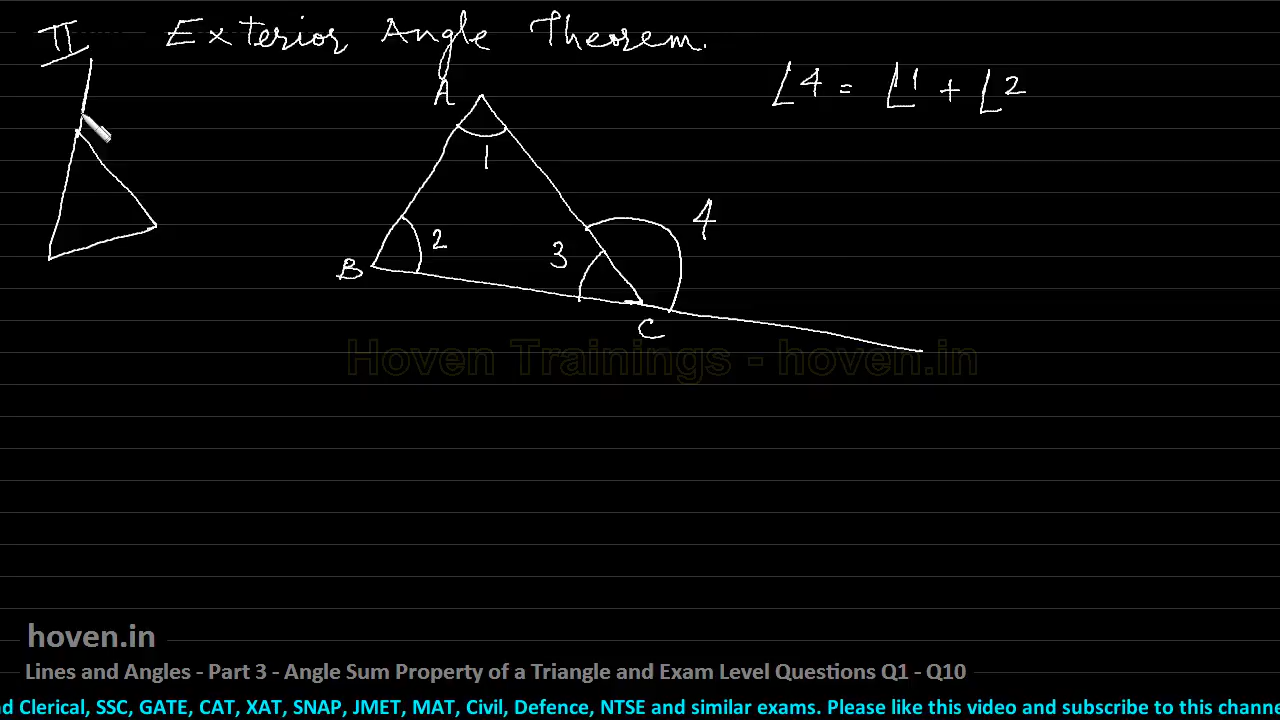 II Exterior Angle Theorem.
∠4 = ∠1 + ∠2
A
1
4
2
3
B
C
Hoven Trainings - hoven.in
hoven.in
Lines and Angles - Part 3 - Angle Sum Property of a Triangle and Exam Level Questions Q1 - Q10
Clerical, SSC, GATE, CAT, XAT, SNAP, JMET, MAT, Civil, Defence, NTSE and similar exams. Please like this video and subscribe to this